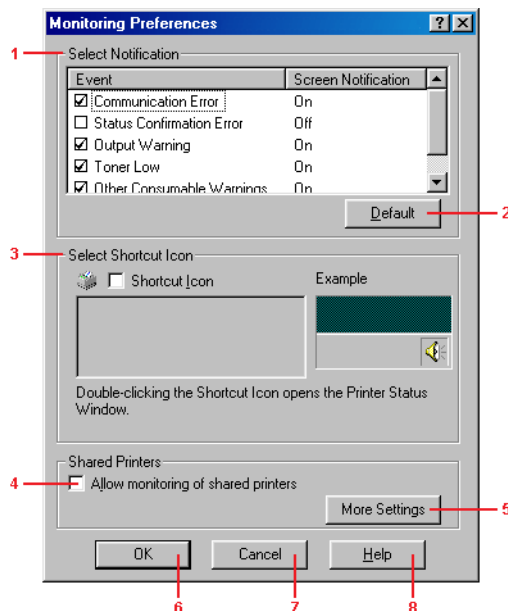 Monitoring Preferences
1
Select Notification
Event Screen Notification
Communication Error On
Status Confirmation Error Off
Output Warning On
Toner Low On
Other Consumable Warnings On
Default
2
3
Select Shortcut Icon
Shortcut Icon
Example
Double-clicking the Shortcut Icon opens the Printer Status
Window.
Shared Printers
4
Allow monitoring of shared printers
More Settings
5
OK Cancel Help
6 7 8